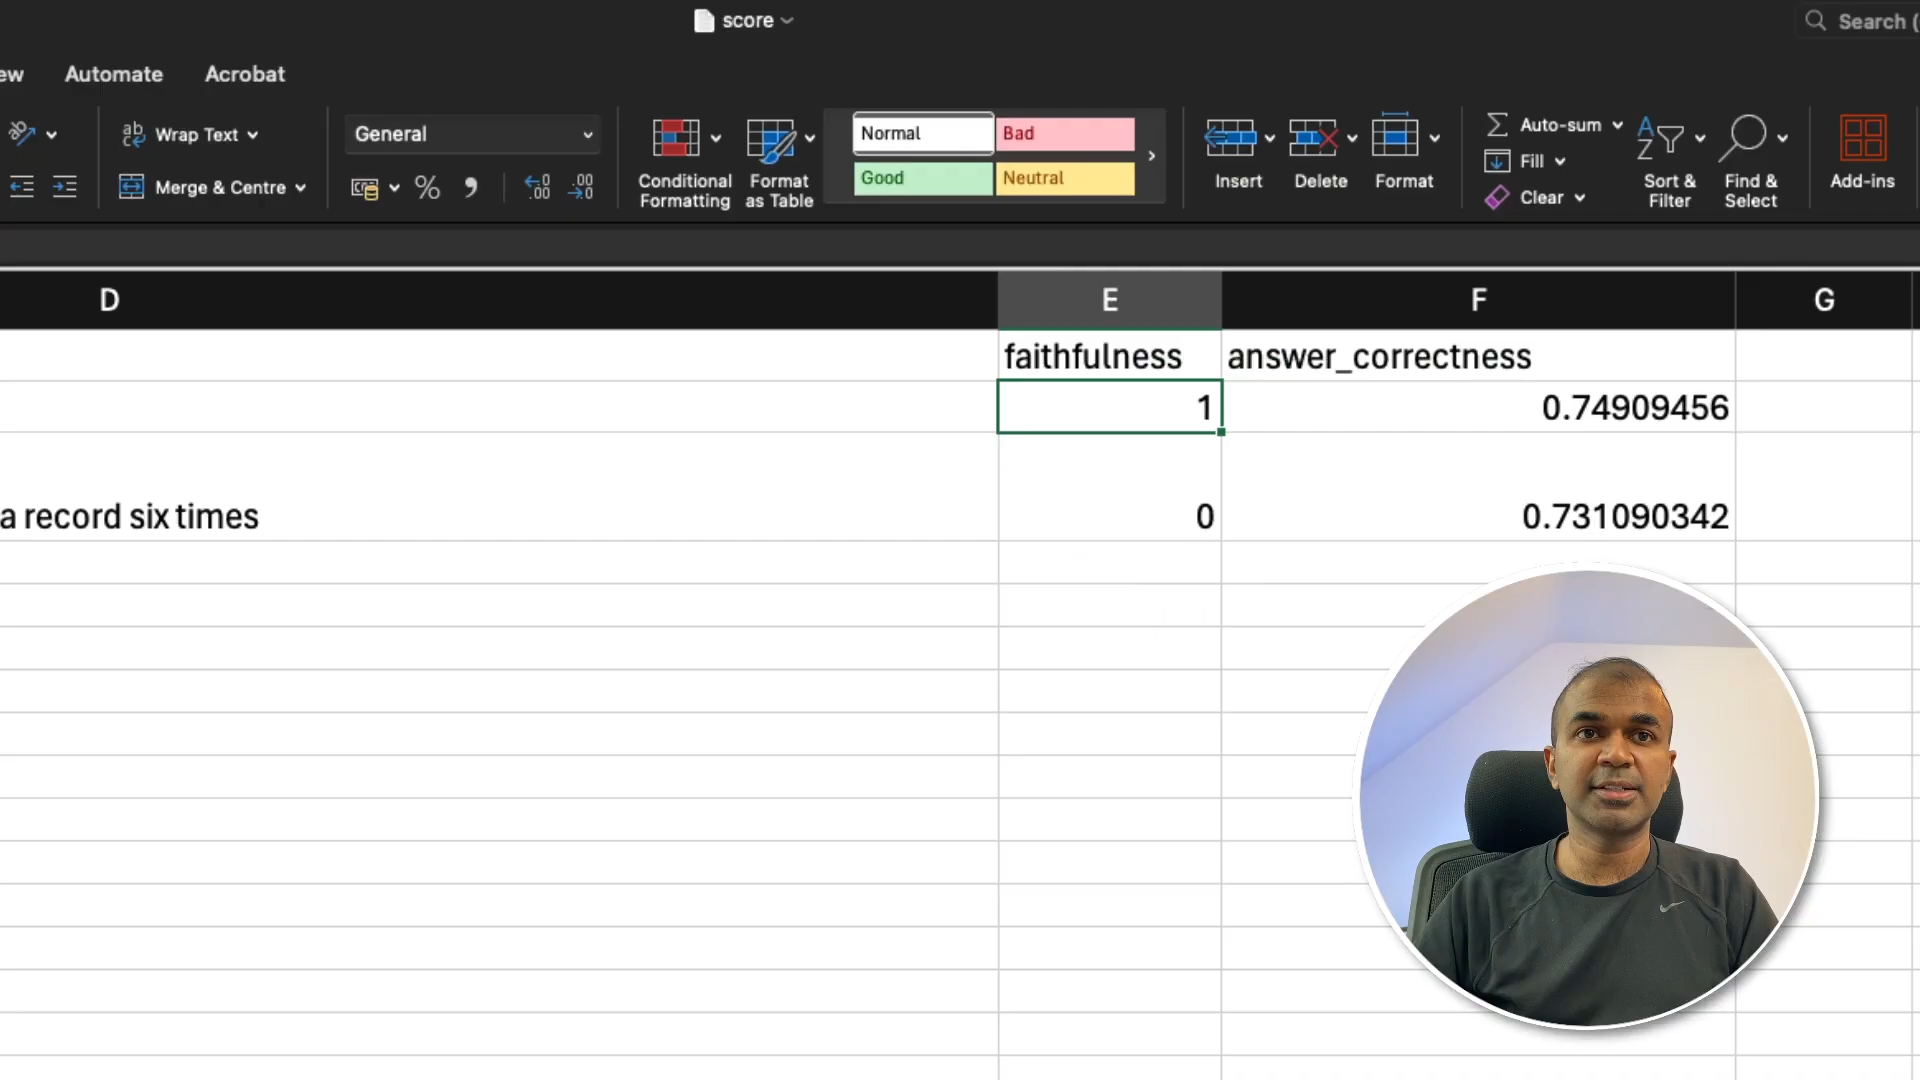 score
Search (
ew Automate Acrobat
Wrap Text
General
Merge & Centre
Conditional Formatting
Format as Table
Normal Bad
Good Neutral
Insert Delete Format
Auto-sum
Fill
Clear
Sort & Filter
Find & Select
Add-ins
D E F G
faithfulness answer_correctness
1 0.74909456
a record six times 0 0.731090342